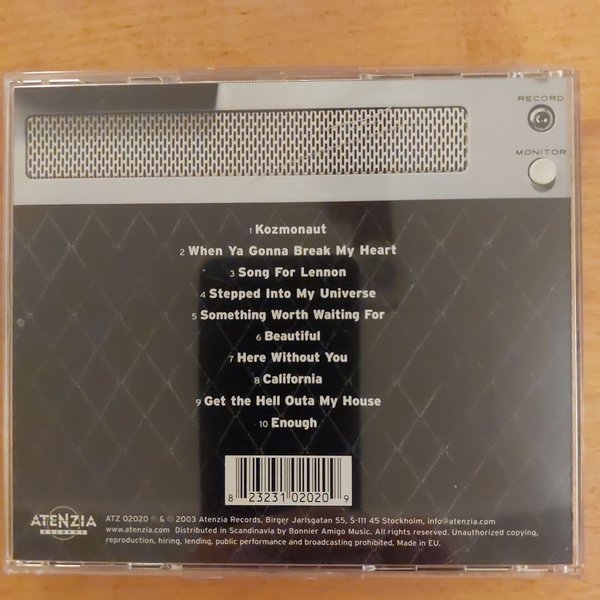 RECORD
MONITOR
1 Kozmonaut
2 When Ya Gonna Break My Heart
3 Song For Lennon
4 Stepped Into My Universe
5 Something Worth Waiting For
6 Beautiful
7 Here Without You
8 California
9 Get the Hell Outa My House
10 Enough
8 23231 02020 9
ATENZIA
RECORDS
ATZ 02020 ℗ & © 2003 Atenzia Records, Birger Jarlsgatan 55, S-111 45 Stockholm, info@atenzia.com
www.atenzia.com Distributed in Scandinavia by Bonnier Amigo Music. All rights reserved. Unauthorized copying,
reproduction, hiring, lending, public performance and broadcasting prohibited. Made in EU.